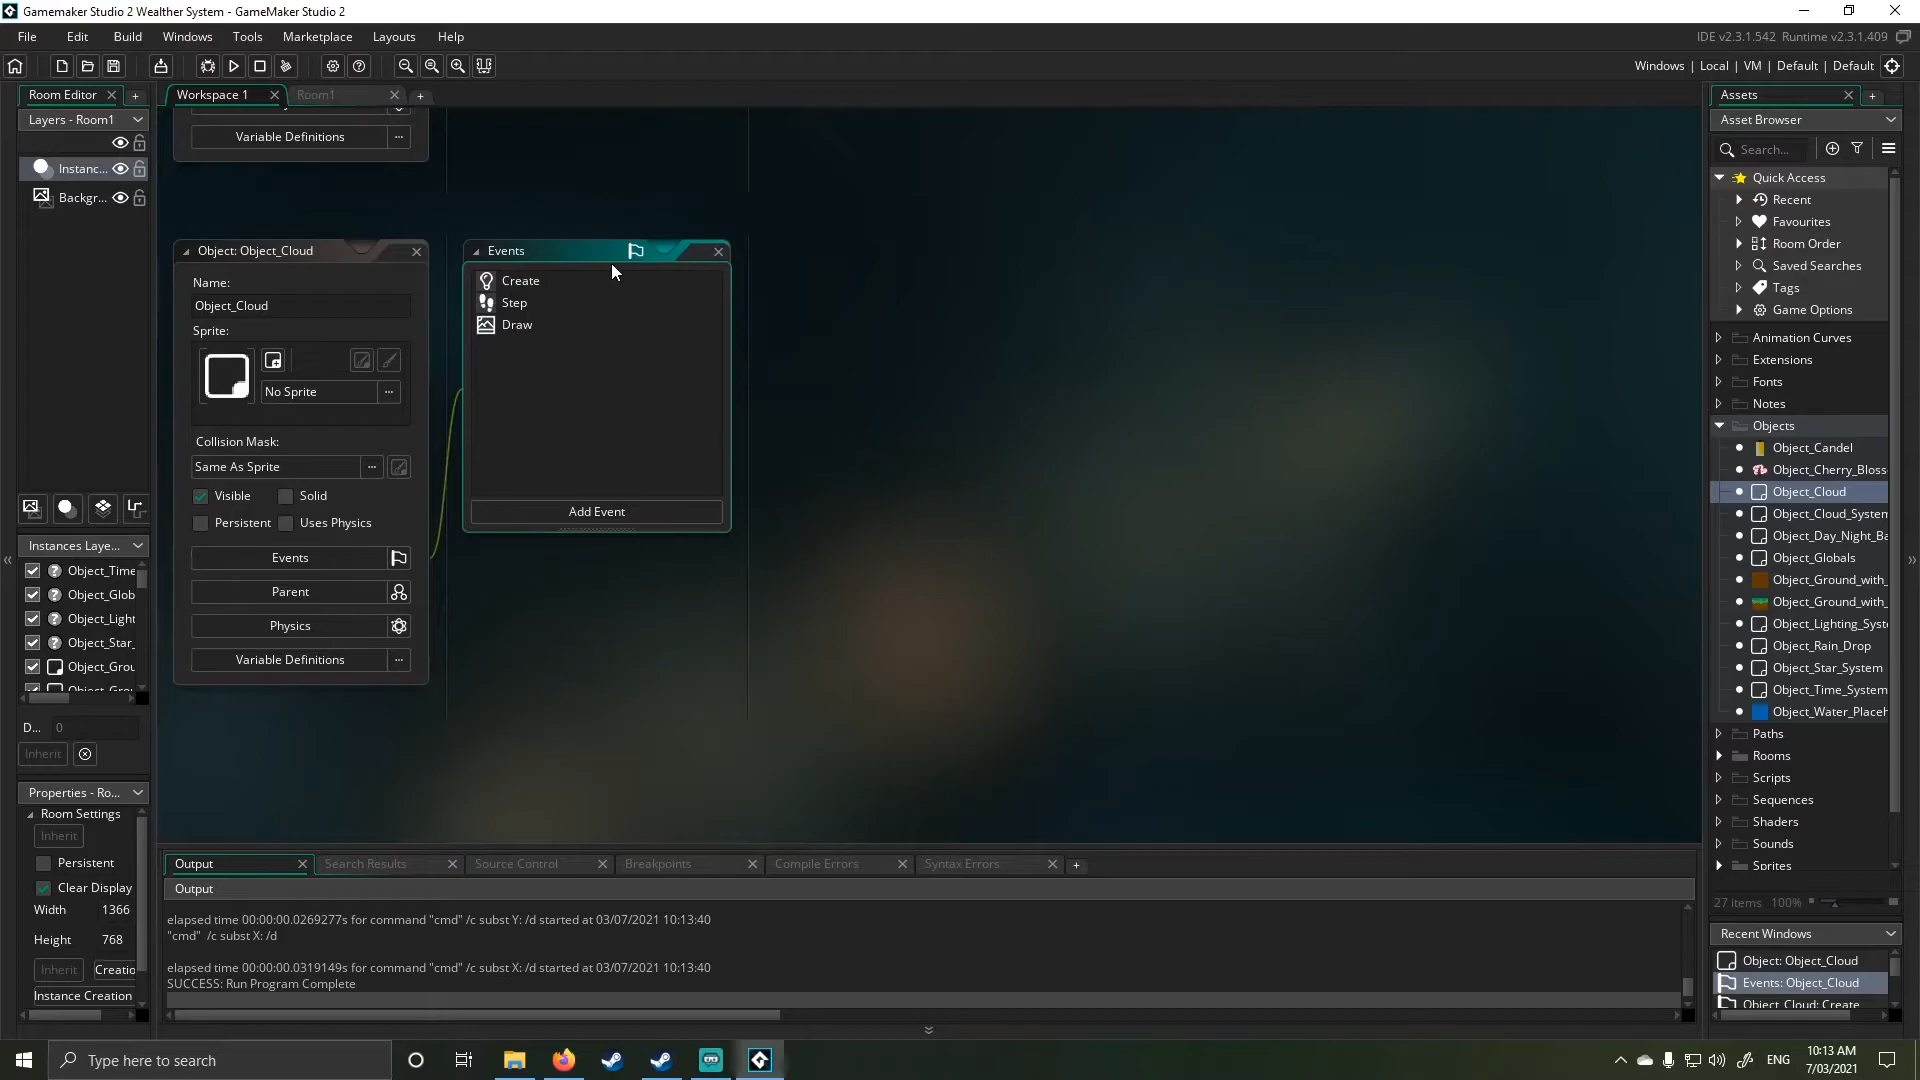 Gamemaker Studio 2 Wealther System - GameMaker Studio 2
File Edit Build Windows Tools Marketplace Layouts Help
IDE v2.3.1.542 Runtime v2.3.1.409
Windows | Local | VM | Default | Default
Room Editor
Workspace 1
Room1
Assets
Layers - Room1
Asset Browser
Variable Definitions
Search...
Instanc...
Backgr...
Quick Access
Recent
Favourites
Room Order
Saved Searches
Tags
Game Options
Animation Curves
Extensions
Fonts
Notes
Objects
Object_Candel
Object_Cherry_Bloss
Object_Cloud
Object_Cloud_System
Object_Day_Night_Ba
Object_Globals
Object_Ground_with_
Object_Ground_with_
Object_Lighting_Syst
Object_Rain_Drop
Object_Star_System
Object_Time_System
Object_Water_Placeh
Paths
Rooms
Scripts
Sequences
Shaders
Sounds
Sprites
27 items 100%
Recent Windows
Object: Object_Cloud
Events: Object_Cloud
Object_Cloud: Create
Object: Object_Cloud
Name:
Object_Cloud
Sprite:
No Sprite
Collision Mask:
Same As Sprite
Visible Solid
Persistent Uses Physics
Events
Parent
Physics
Variable Definitions
Events
Create
Step
Draw
Add Event
Instances Laye...
Object_Time
Object_Glob
Object_Light
Object_Star_
Object_Grou
Object_Grou
D... 0
Inherit
Properties - Ro...
Room Settings
Inherit
Persistent
Clear Display
Width 1366
Height 768
Inherit Creatio
Instance Creation
Output Search Results Source Control Breakpoints Compile Errors Syntax Errors
Output
elapsed time 00:00:00.0269277s for command "cmd" /c subst Y: /d started at 03/07/2021 10:13:40
"cmd" /c subst X: /d
elapsed time 00:00:00.0319149s for command "cmd" /c subst X: /d started at 03/07/2021 10:13:40
SUCCESS: Run Program Complete
Type here to search
ENG
10:13 AM
7/03/2021